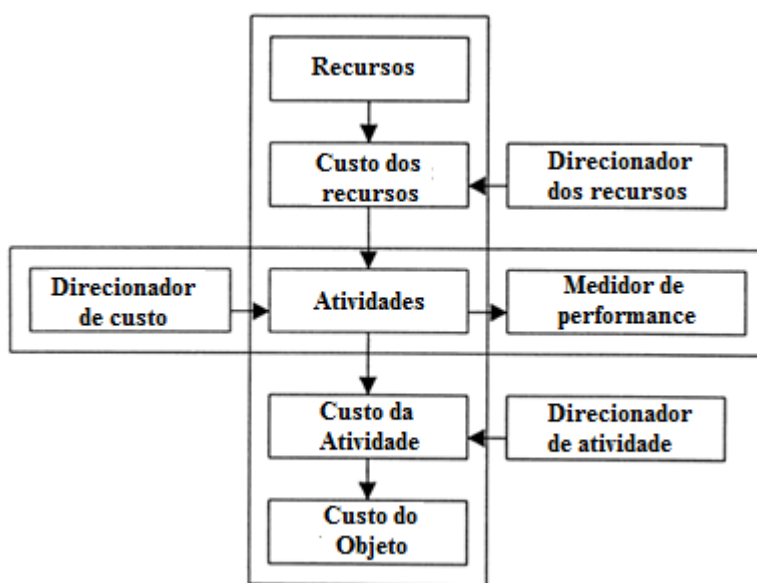 Recursos
Custo dos
recursos
Direcionador
dos recursos
Direcionador
de custo
Atividades
Medidor de
performance
Custo da
Atividade
Direcionador
de atividade
Custo do
Objeto